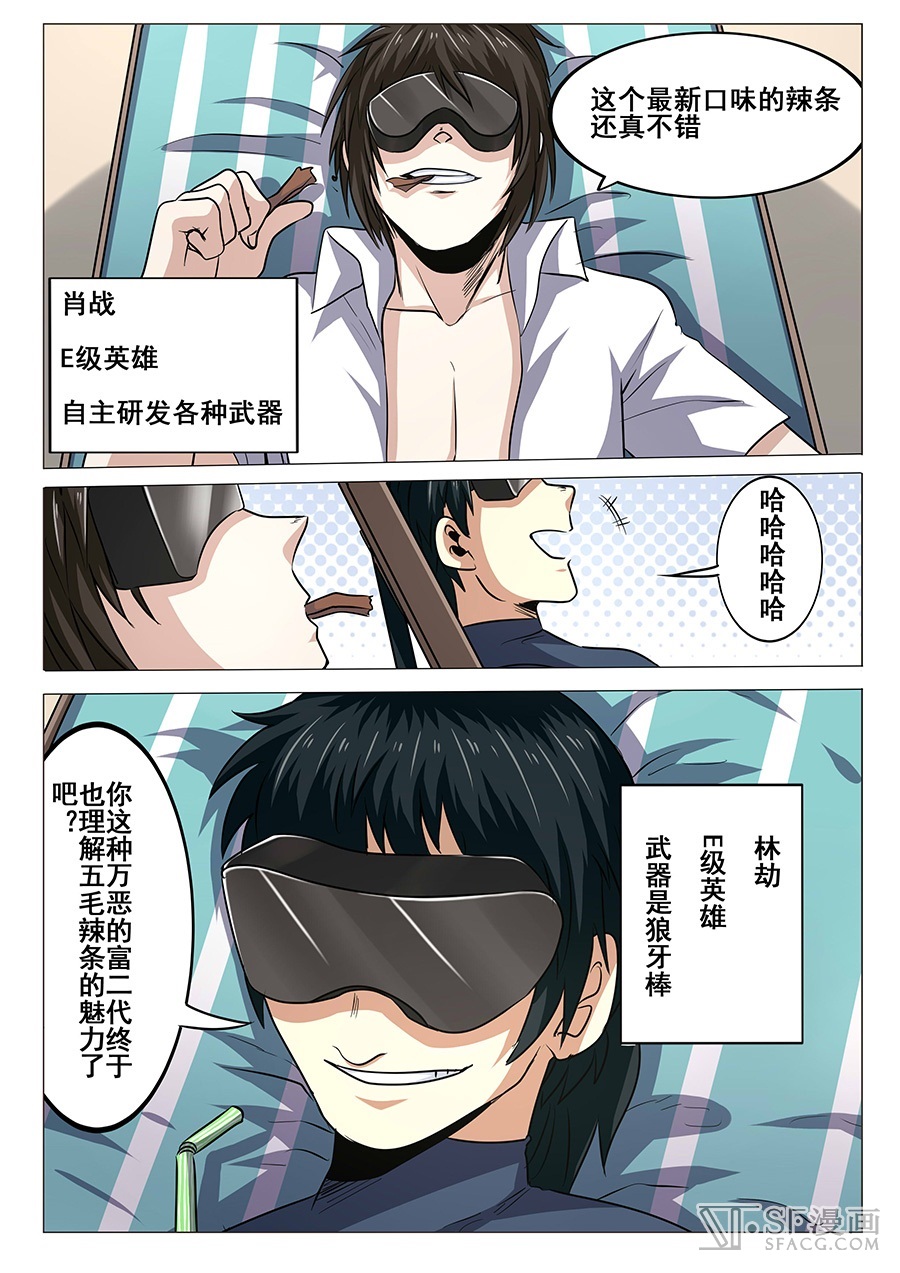 这个最新口味的辣条
还真不错
肖战
E级英雄
自主研发各种武器
哈哈哈哈哈
你这种万恶的富二代终于
也理解五毛辣条的魅力了
吧?
林劫
E级英雄
武器是狼牙棒
SF漫画
SFACG.COM